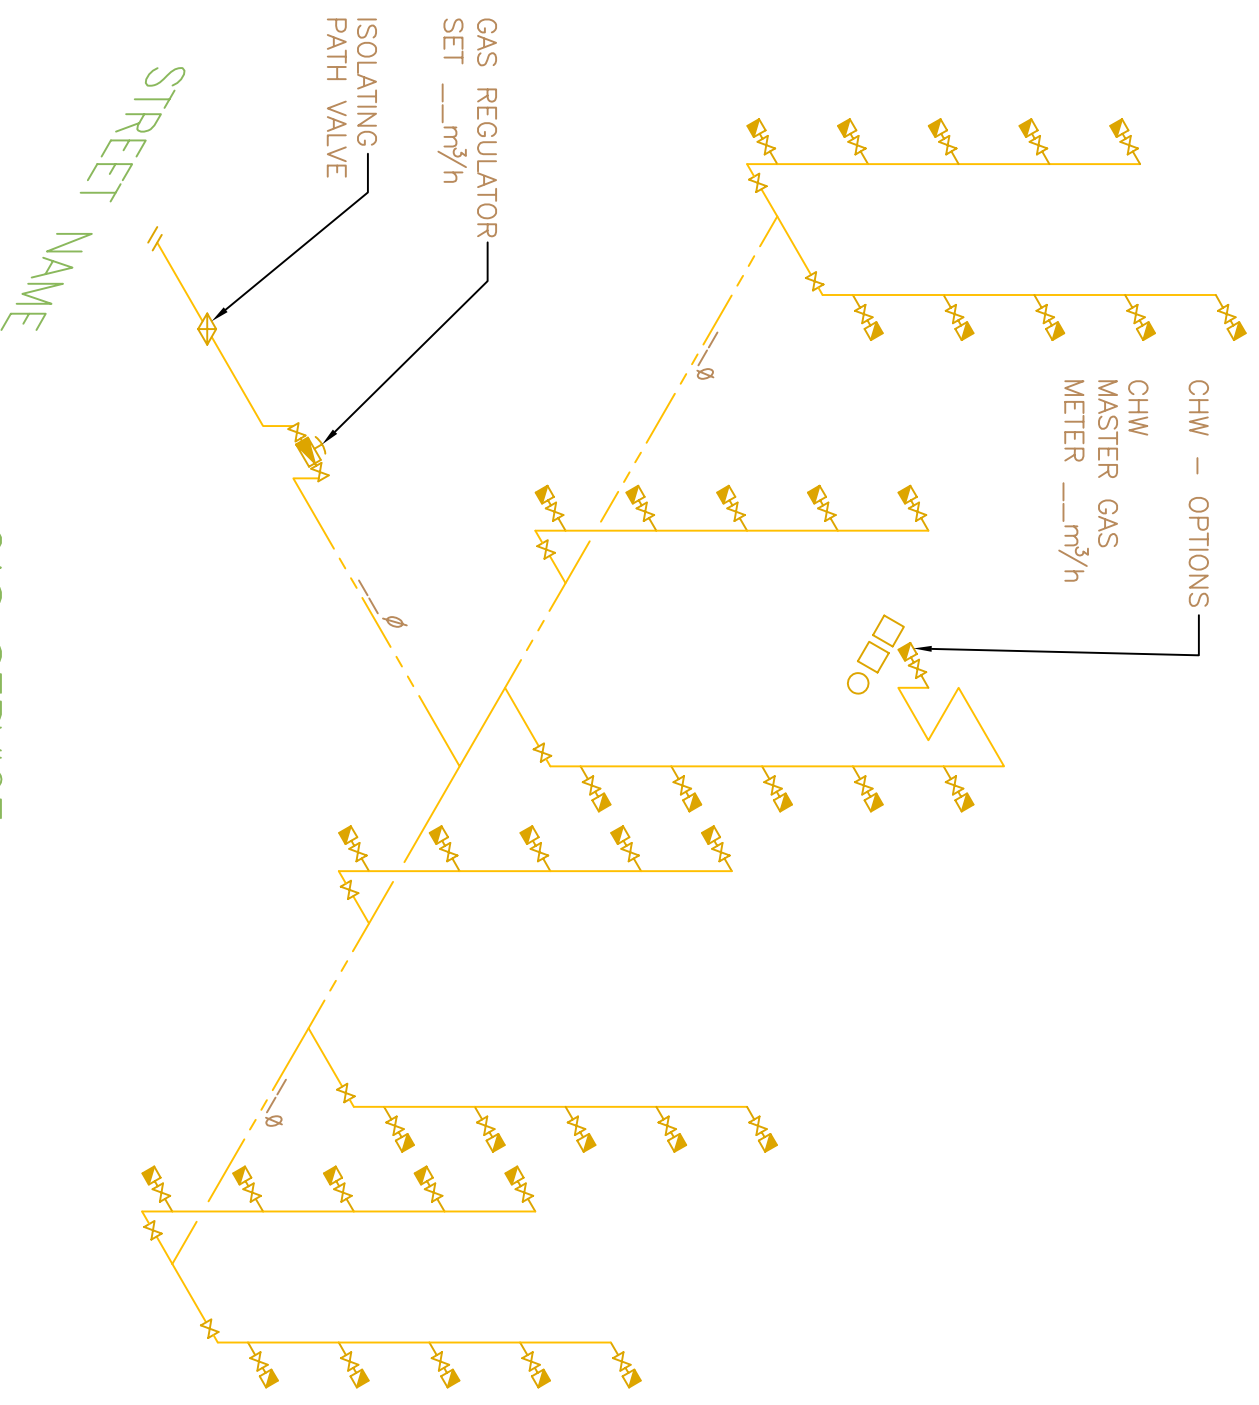 CHW – OPTIONS
CHW
MASTER GAS
METER __m³/h
GAS REGULATOR
SET __m³/h
ISOLATING
PATH VALVE
STREET NAME
__Ø
__Ø
__Ø